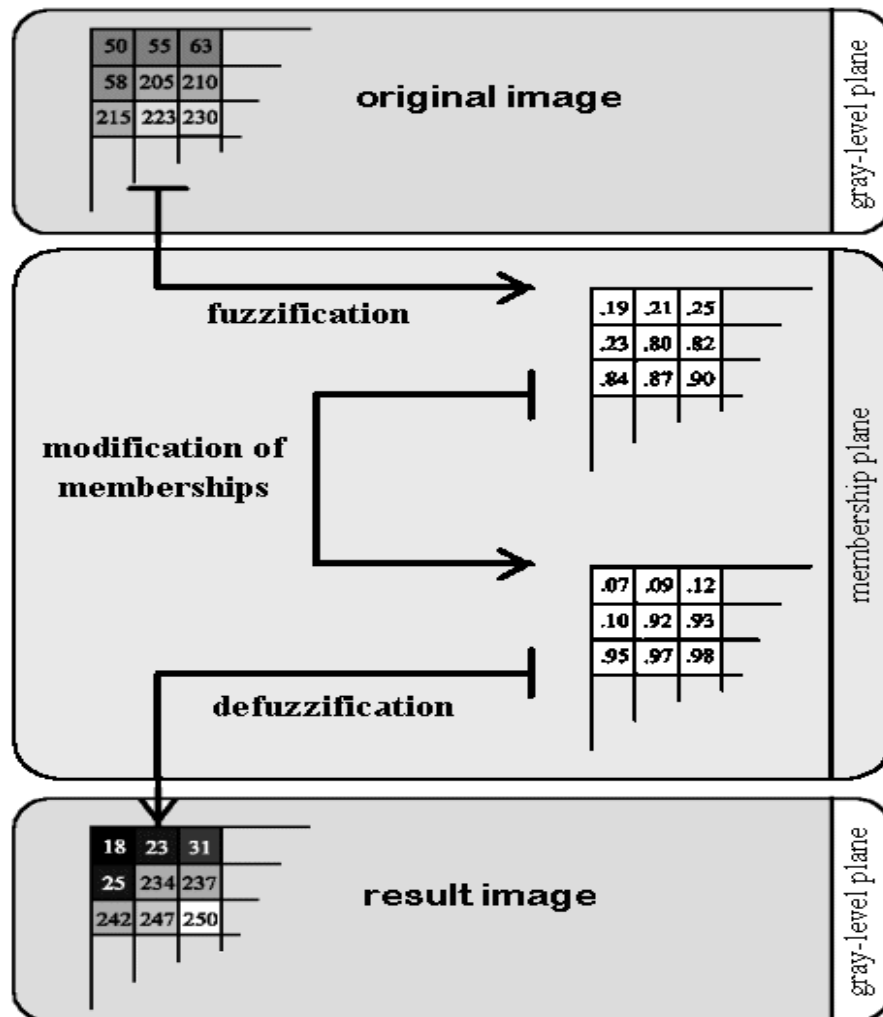 50 55 63
58 205 210
215 223 230
original image
gray-level plane
fuzzification
.19 .21 .25
.23 .80 .82
.84 .87 .90
modification of
memberships
membership plane
.07 .09 .12
.10 .92 .93
.95 .97 .98
defuzzification
18 23 31
25 234 237
242 247 250
result image
gray-level plane